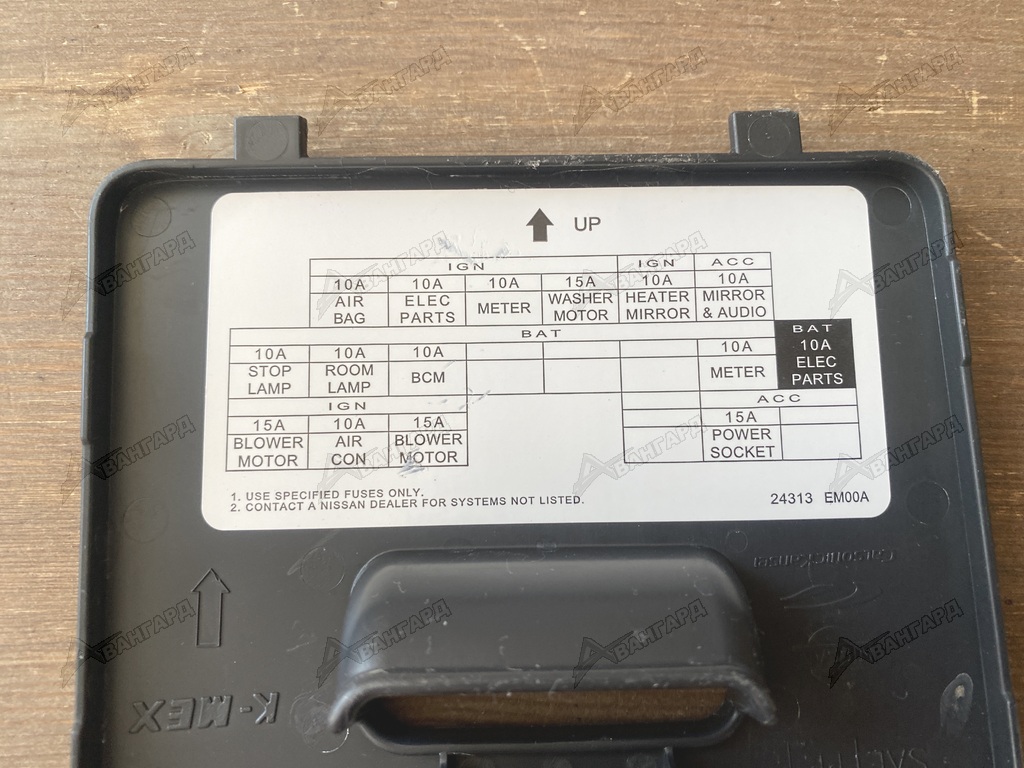 UP
IGN IGN ACC
10A 10A 10A 15A 10A 10A
AIR ELEC METER WASHER HEATER MIRROR
BAG PARTS MOTOR MIRROR & AUDIO
BAT BAT
10A 10A 10A 10A 10A
STOP ROOM BCM METER ELEC
LAMP LAMP PARTS
IGN ACC
15A 10A 15A 15A
BLOWER AIR BLOWER POWER
MOTOR CON MOTOR SOCKET
1. USE SPECIFIED FUSES ONLY.
2. CONTACT A NISSAN DEALER FOR SYSTEMS NOT LISTED.
24313 EM00A
CalsonicKansei
K-MEX
АВАНГАРД